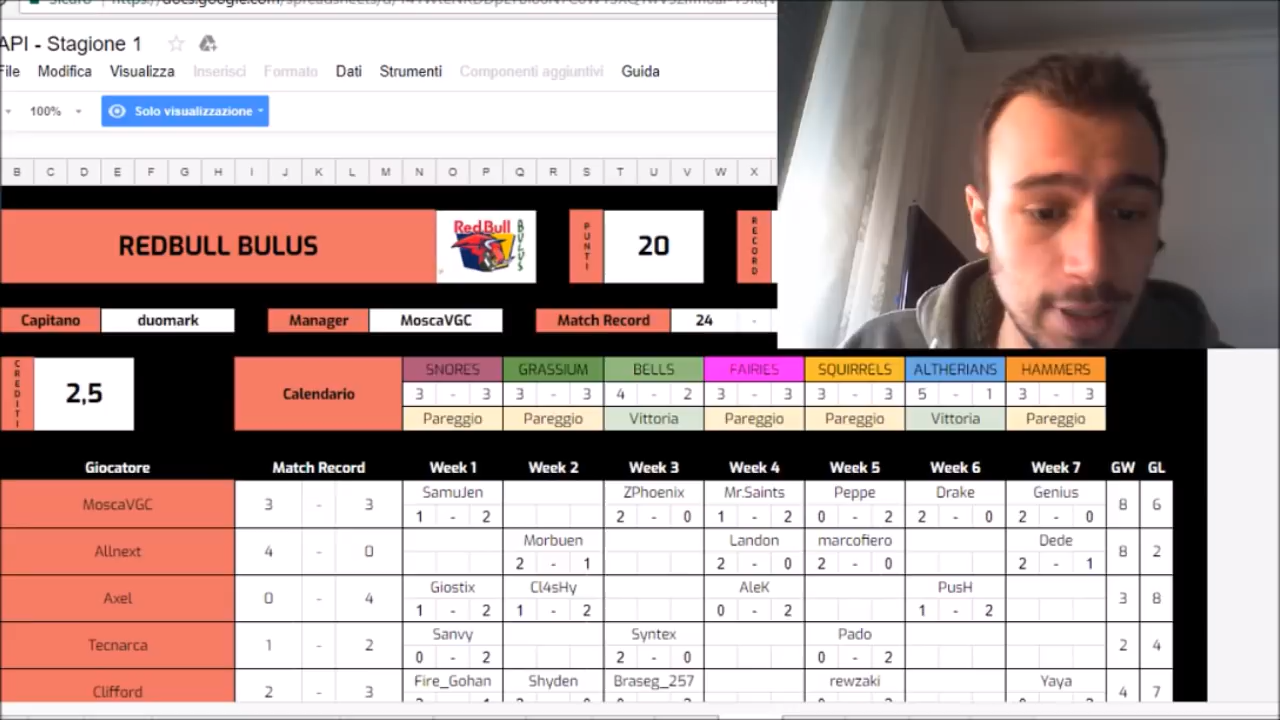 API - Stagione 1
File Modifica Visualizza Inserisci Formato Dati Strumenti Componenti aggiuntivi Guida
100% Solo visualizzazione
B C D E F G H I J K L M N O P Q R S T U V W X
REDBULL BULUS Red Bull BULUS PUNTI 20 RECORD
Capitano duomark Manager MoscaVGC Match Record 24 -
CREDITI 2,5 Calendario SNORES GRASSIUM BELLS FAIRIES SQUIRRELS ALTHERIANS HAMMERS
3 - 3 3 - 3 4 - 2 3 - 3 3 - 3 5 - 1 3 - 3
Pareggio Pareggio Vittoria Pareggio Pareggio Vittoria Pareggio
Giocatore Match Record Week 1 Week 2 Week 3 Week 4 Week 5 Week 6 Week 7 GW GL
MoscaVGC 3 - 3 SamuJen ZPhoenix Mr.Saints Peppe Drake Genius 8 6
1 - 2 2 - 0 1 - 2 0 - 2 2 - 0 2 - 0
Allnext 4 - 0 Morbuen Landon marcofiero Dede 8 2
2 - 1 2 - 0 2 - 0 2 - 1
Axel 0 - 4 Giostix Cl4sHy AleK PusH 3 8
1 - 2 1 - 2 0 - 2 1 - 2
Tecnarca 1 - 2 Sanvy Syntex Pado 2 4
0 - 2 2 - 0 0 - 2
Clifford 2 - 3 Fire_Gohan Shyden Braseg_257 rewzaki Yaya 4 7